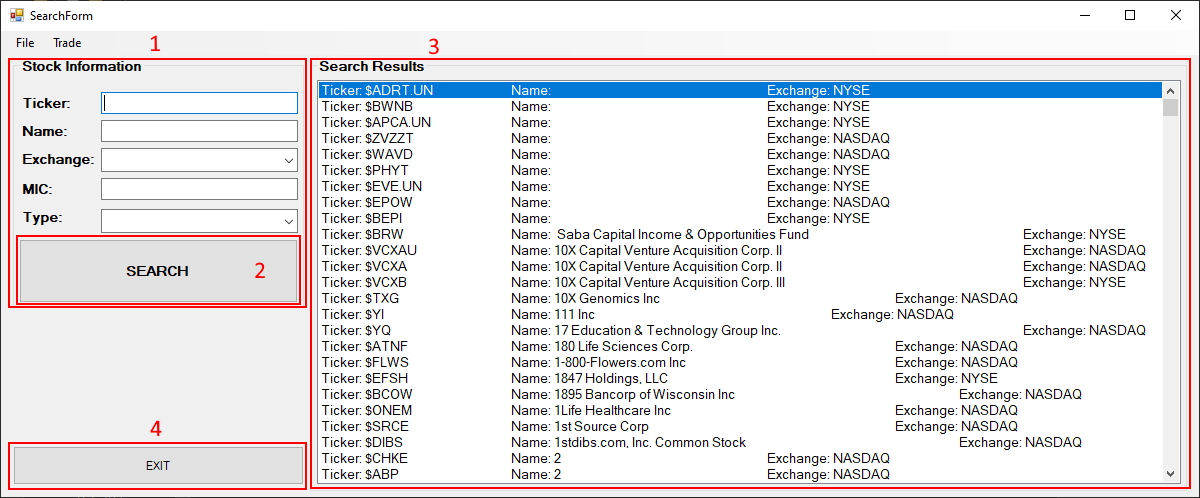 SearchForm
File Trade
1
3
Stock Information
Ticker:
Name:
Exchange:
MIC:
Type:
SEARCH
2
4
EXIT
Search Results
Ticker: $ADRT.UN Name: Exchange: NYSE
Ticker: $BWNB Name: Exchange: NYSE
Ticker: $APCA.UN Name: Exchange: NYSE
Ticker: $ZVZZT Name: Exchange: NASDAQ
Ticker: $WAVD Name: Exchange: NASDAQ
Ticker: $PHYT Name: Exchange: NYSE
Ticker: $EVE.UN Name: Exchange: NYSE
Ticker: $EPOW Name: Exchange: NASDAQ
Ticker: $BEPI Name: Exchange: NYSE
Ticker: $BRW Name: Saba Capital Income & Opportunities Fund Exchange: NYSE
Ticker: $VCXAU Name: 10X Capital Venture Acquisition Corp. II Exchange: NASDAQ
Ticker: $VCXA Name: 10X Capital Venture Acquisition Corp. II Exchange: NASDAQ
Ticker: $VCXB Name: 10X Capital Venture Acquisition Corp. III Exchange: NYSE
Ticker: $TXG Name: 10X Genomics Inc Exchange: NASDAQ
Ticker: $YI Name: 111 Inc Exchange: NASDAQ
Ticker: $YQ Name: 17 Education & Technology Group Inc. Exchange: NASDAQ
Ticker: $ATNF Name: 180 Life Sciences Corp. Exchange: NASDAQ
Ticker: $FLWS Name: 1-800-Flowers.com Inc Exchange: NASDAQ
Ticker: $EFSH Name: 1847 Holdings, LLC Exchange: NYSE
Ticker: $BCOW Name: 1895 Bancorp of Wisconsin Inc Exchange: NASDAQ
Ticker: $ONEM Name: 1Life Healthcare Inc Exchange: NASDAQ
Ticker: $SRCE Name: 1st Source Corp Exchange: NASDAQ
Ticker: $DIBS Name: 1stdibs.com, Inc. Common Stock Exchange: NASDAQ
Ticker: $CHKE Name: 2 Exchange: NASDAQ
Ticker: $ABP Name: 2 Exchange: NASDAQ